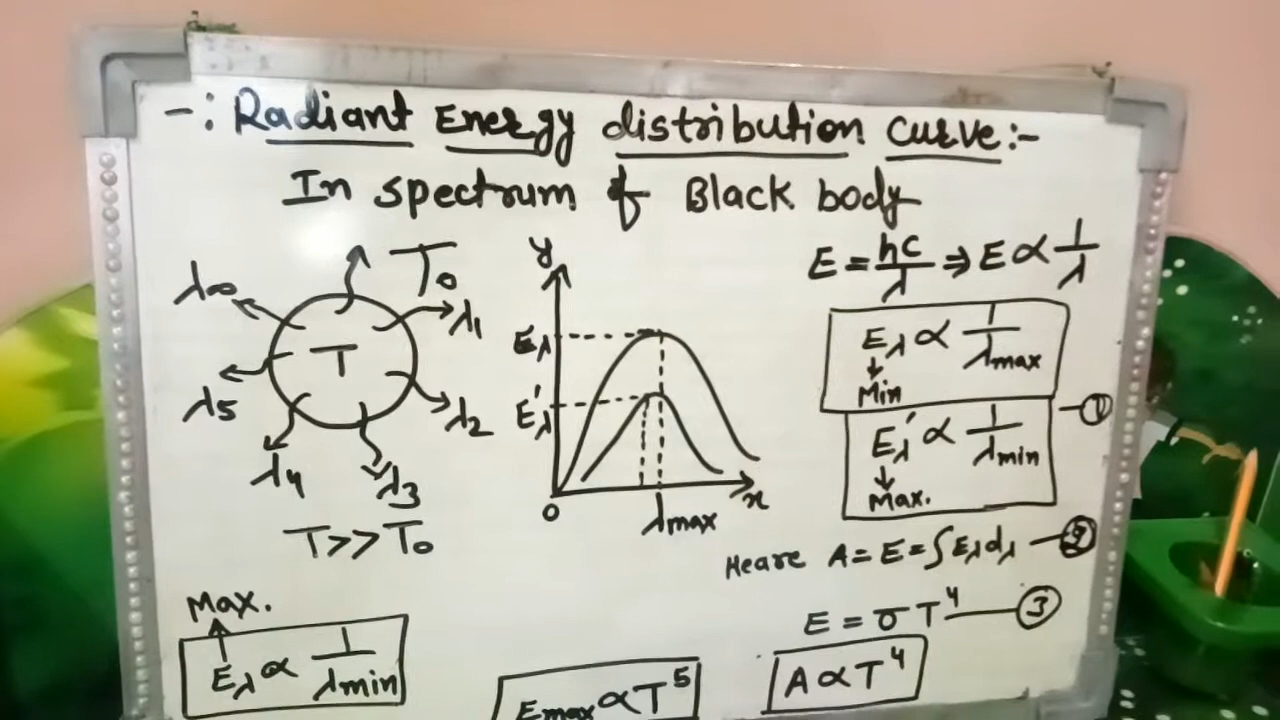 -: Radiant Energy distribution curve:-
In spectrum of Black body
E = hc/λ ⇒ E ∝ 1/λ
T₀
λ∞
λ₁
T
λ₅
λ₂
λ₄
λ₃
T>>T₀
y
Eλ
E'λ
0
λmax
x
Eλ ∝ 1/λmax
↓
Min
Eλ' ∝ 1/λmin
↓
Max.
-①
Heare A = E = ∫Eλdλ -②
E = σT⁴ -③
Max.
↑
Eλ ∝ 1/λmin
Emax ∝ T⁵
A ∝ T⁴